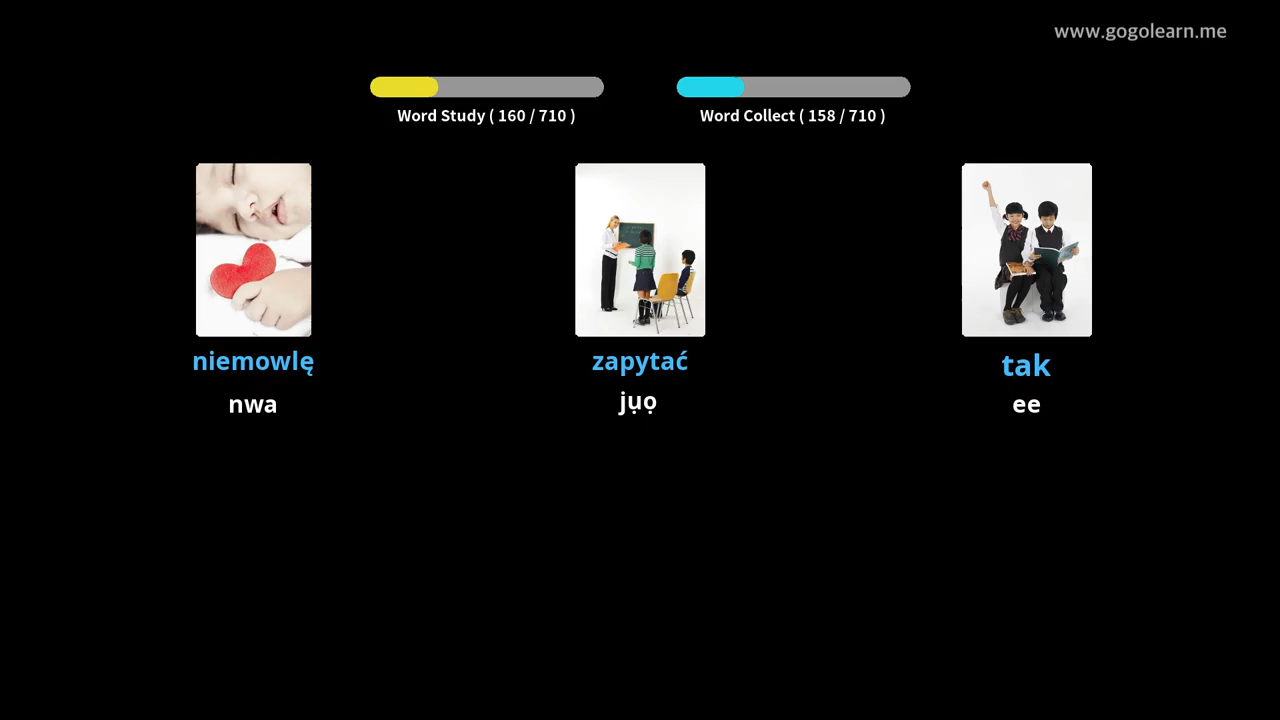 www.gogolearn.me
Word Study ( 160 / 710 )
Word Collect ( 158 / 710 )
niemowlę
zapytać
tak
nwa
jụọ
ee